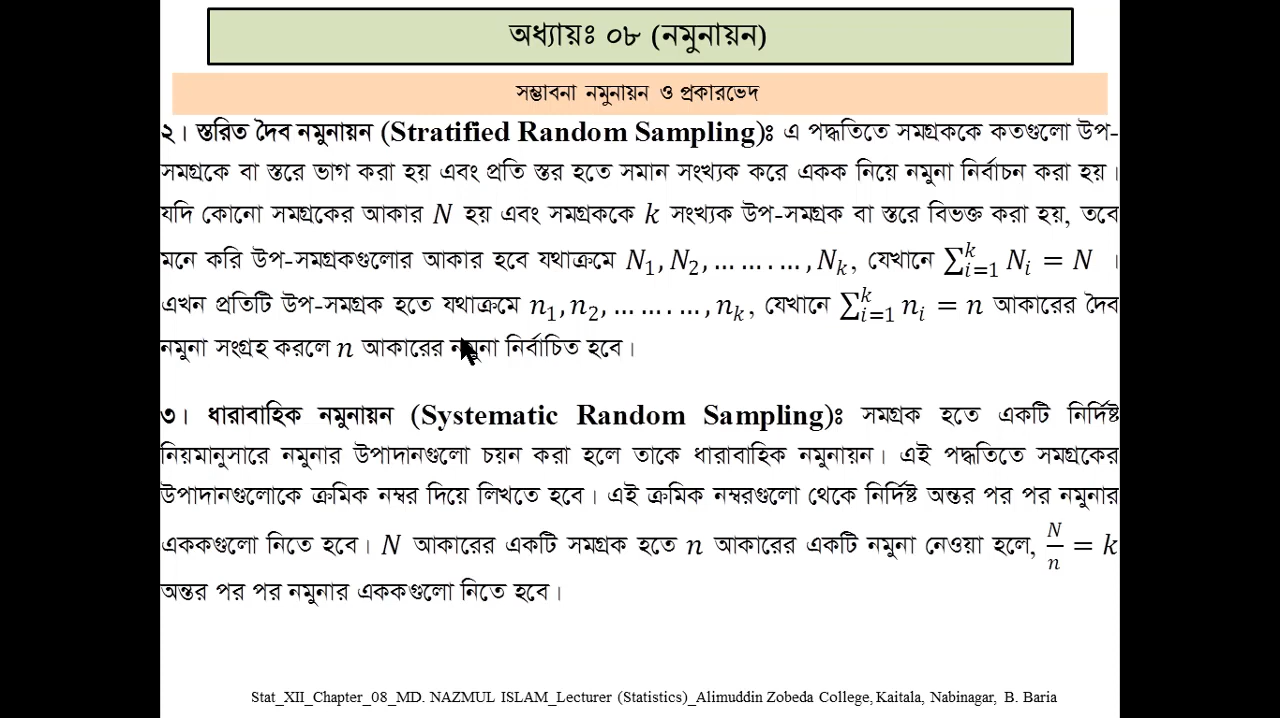 অধ্যায়ঃ ০৮ (নমুনায়ন)
সম্ভাবনা নমুনায়ন ও প্রকারভেদ
২। স্তরিত দৈব নমুনায়ন (Stratified Random Sampling)ঃ এ পদ্ধতিতে সমগ্রককে কতগুলো উপ-
সমগ্রকে বা স্তরে ভাগ করা হয় এবং প্রতি স্তর হতে সমান সংখ্যক করে একক নিয়ে নমুনা নির্বাচন করা হয়।
যদি কোনো সমগ্রকের আকার N হয় এবং সমগ্রককে k সংখ্যক উপ-সমগ্রক বা স্তরে বিভক্ত করা হয়, তবে
মনে করি উপ-সমগ্রকগুলোর আকার হবে যথাক্রমে N₁, N₂, … … . … , Nₖ, যেখানে ∑ᵢ₌₁ᵏ Nᵢ = N ।
এখন প্রতিটি উপ-সমগ্রক হতে যথাক্রমে n₁, n₂, … … . … , nₖ, যেখানে ∑ᵢ₌₁ᵏ nᵢ = n আকারের দৈব
নমুনা সংগ্রহ করলে n আকারের নমুনা নির্বাচিত হবে।
৩। ধারাবাহিক নমুনায়ন (Systematic Random Sampling)ঃ সমগ্রক হতে একটি নির্দিষ্ট
নিয়মানুসারে নমুনার উপাদানগুলো চয়ন করা হলে তাকে ধারাবাহিক নমুনায়ন। এই পদ্ধতিতে সমগ্রকের
উপাদানগুলোকে ক্রমিক নম্বর দিয়ে লিখতে হবে। এই ক্রমিক নম্বরগুলো থেকে নির্দিষ্ট অন্তর পর পর নমুনার
এককগুলো নিতে হবে। N আকারের একটি সমগ্রক হতে n আকারের একটি নমুনা নেওয়া হলে, N/n = k
অন্তর পর পর নমুনার এককগুলো নিতে হবে।
Stat_XII_Chapter_08_MD. NAZMUL ISLAM_Lecturer (Statistics)_Alimuddin Zobeda College, Kaitala, Nabinagar, B. Baria